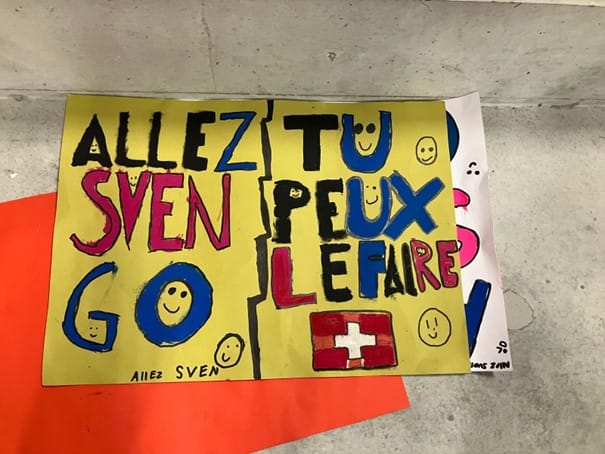 ALLEZ
SVEN
GO
AllEz SVEN
TU
PEUX
LE FAIRE